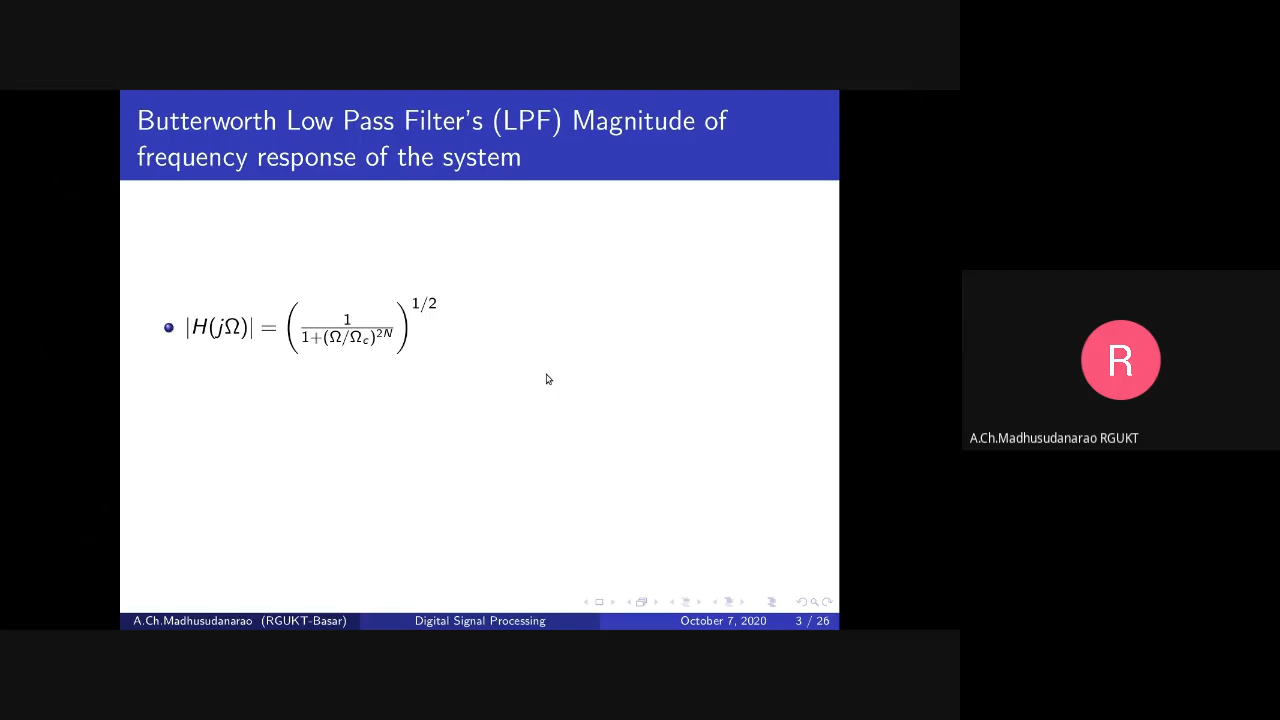 Butterworth Low Pass Filter's (LPF) Magnitude of
frequency response of the system
|H(jΩ)| = (1 / 1+(Ω/Ωc)^2N)^1/2
R
A.Ch.Madhusudanarao RGUKT
A.Ch.Madhusudanarao (RGUKT-Basar) Digital Signal Processing October 7, 2020 3 / 26